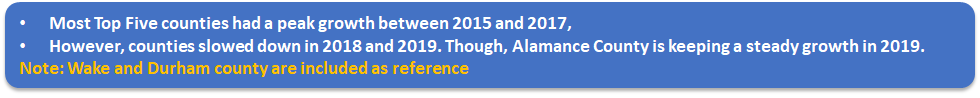 • Most Top Five counties had a peak growth between 2015 and 2017,
• However, counties slowed down in 2018 and 2019. Though, Alamance County is keeping a steady growth in 2019.
Note: Wake and Durham county are included as reference